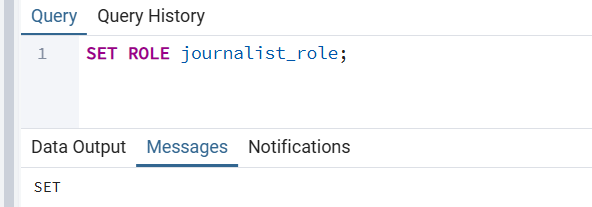 Query Query History
1 SET ROLE journalist_role;
Data Output Messages Notifications
SET